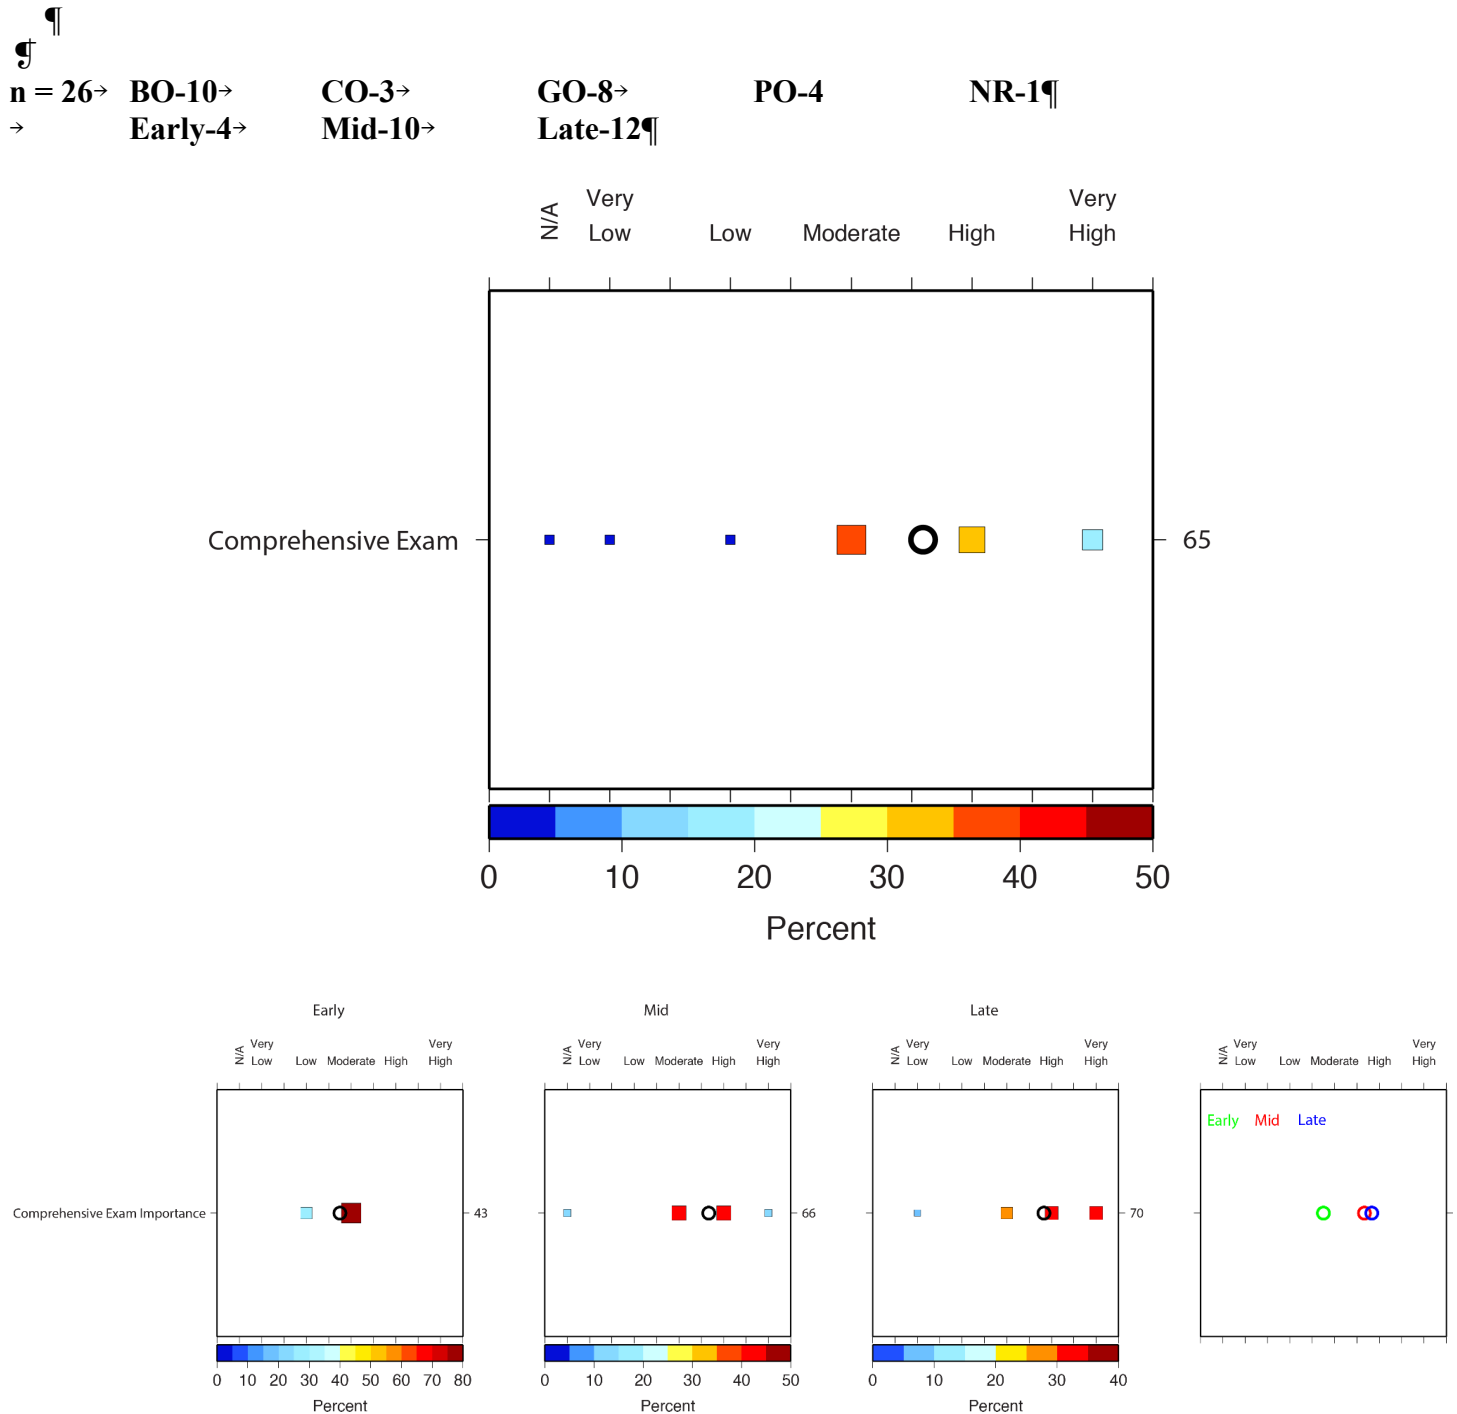 ¶
¶
n = 26→ BO-10→ CO-3→ GO-8→ PO-4 NR-1¶
→ Early-4→ Mid-10→ Late-12¶
N/A Very Low Low Moderate High Very High
Comprehensive Exam 65
0 10 20 30 40 50
Percent
Early Mid Late
N/A Very Low Low Moderate High Very High
N/A Very Low Low Moderate High Very High
N/A Very Low Low Moderate High Very High
N/A Very Low Low Moderate High Very High
Early Mid Late
Comprehensive Exam Importance 43 66 70
0 10 20 30 40 50 60 70 80
Percent
0 10 20 30 40 50
Percent
0 10 20 30 40
Percent